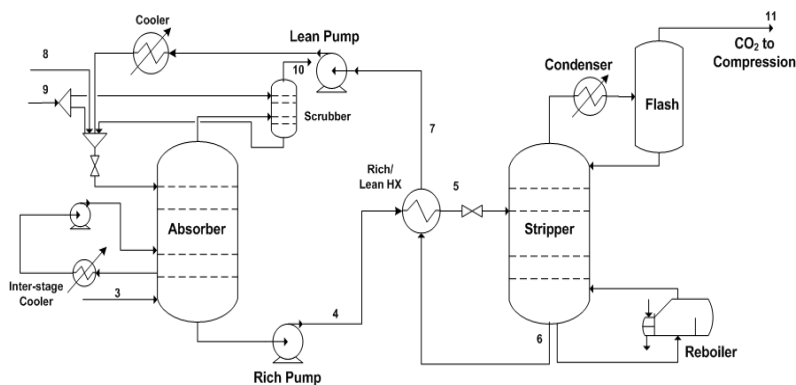 Cooler
Lean Pump
11
CO₂ to
Compression
8
9
10
Scrubber
Condenser
Flash
7
Rich/
Lean HX
5
Absorber
Stripper
Inter-stage
Cooler
3
4
6
Rich Pump
Reboiler